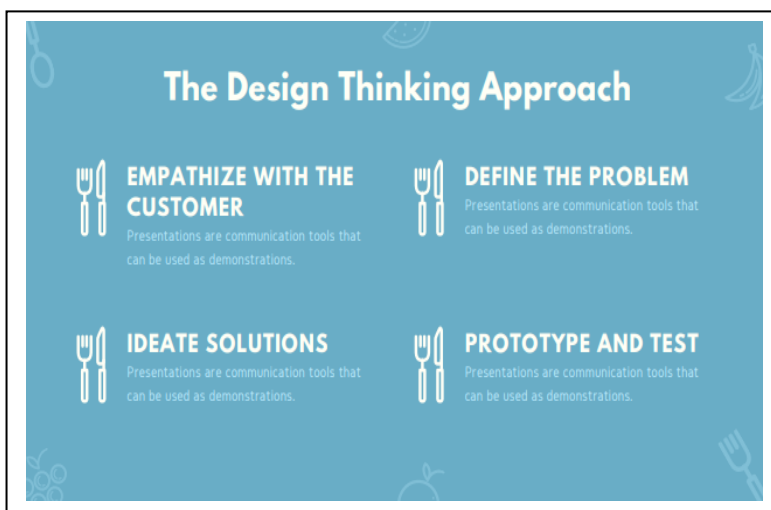 The Design Thinking Approach
EMPATHIZE WITH THE
CUSTOMER
Presentations are communication tools that
can be used as demonstrations.
DEFINE THE PROBLEM
Presentations are communication tools that
can be used as demonstrations.
IDEATE SOLUTIONS
Presentations are communication tools that
can be used as demonstrations.
PROTOTYPE AND TEST
Presentations are communication tools that
can be used as demonstrations.